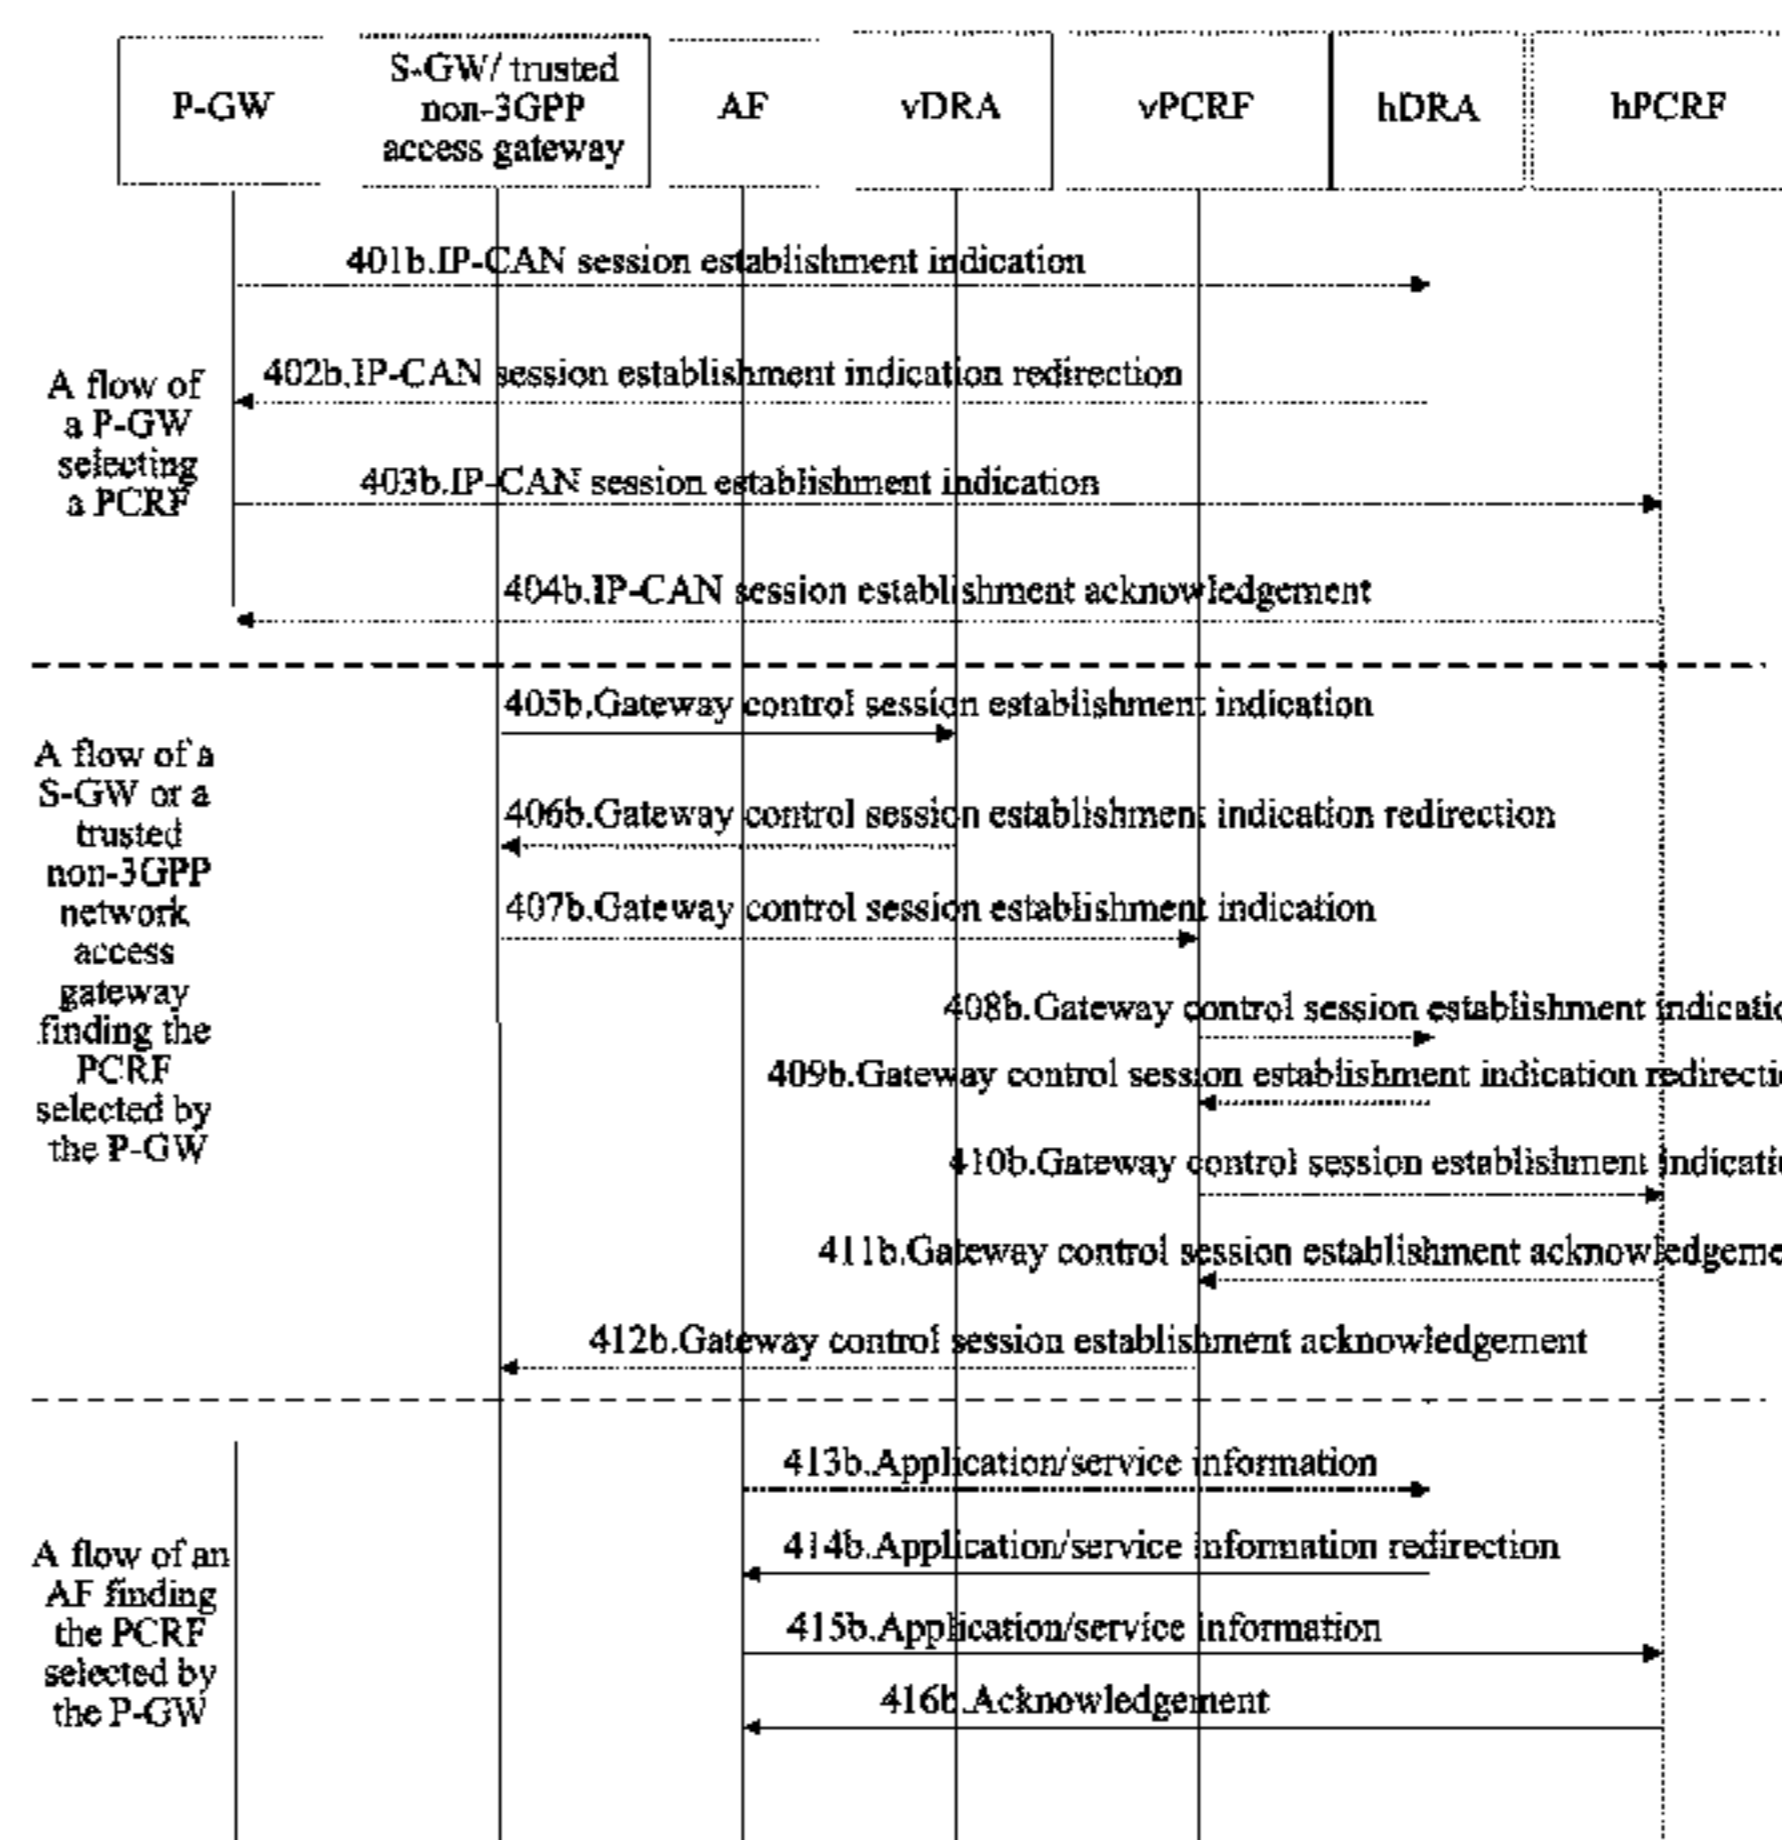 P-GW
S-GW/ trusted
non-3GPP
access gateway
AF
vDRA
vPCRF
hDRA
hPCRF
401b.IP-CAN session establishment indication
402b.IP-CAN session establishment indication redirection
A flow of
a P-GW
selecting
a PCRF
403b.IP-CAN session establishment indication
404b.IP-CAN session establishment acknowledgement
405b.Gateway control session establishment indication
A flow of a
S-GW or a
trusted
non-3GPP
network
access
gateway
finding the
PCRF
selected by
the P-GW
406b.Gateway control session establishment indication redirection
407b.Gateway control session establishment indication
408b.Gateway control session establishment indicatio
409b.Gateway control session establishment indication redirecti
410b.Gateway control session establishment indicati
411b.Gateway control session establishment acknowledgeme
412b.Gateway control session establishment acknowledgement
413b.Application/service information
414b.Application/service information redirection
A flow of an
AF finding
the PCRF
selected by
the P-GW
415b.Application/service information
416b.Acknowledgement